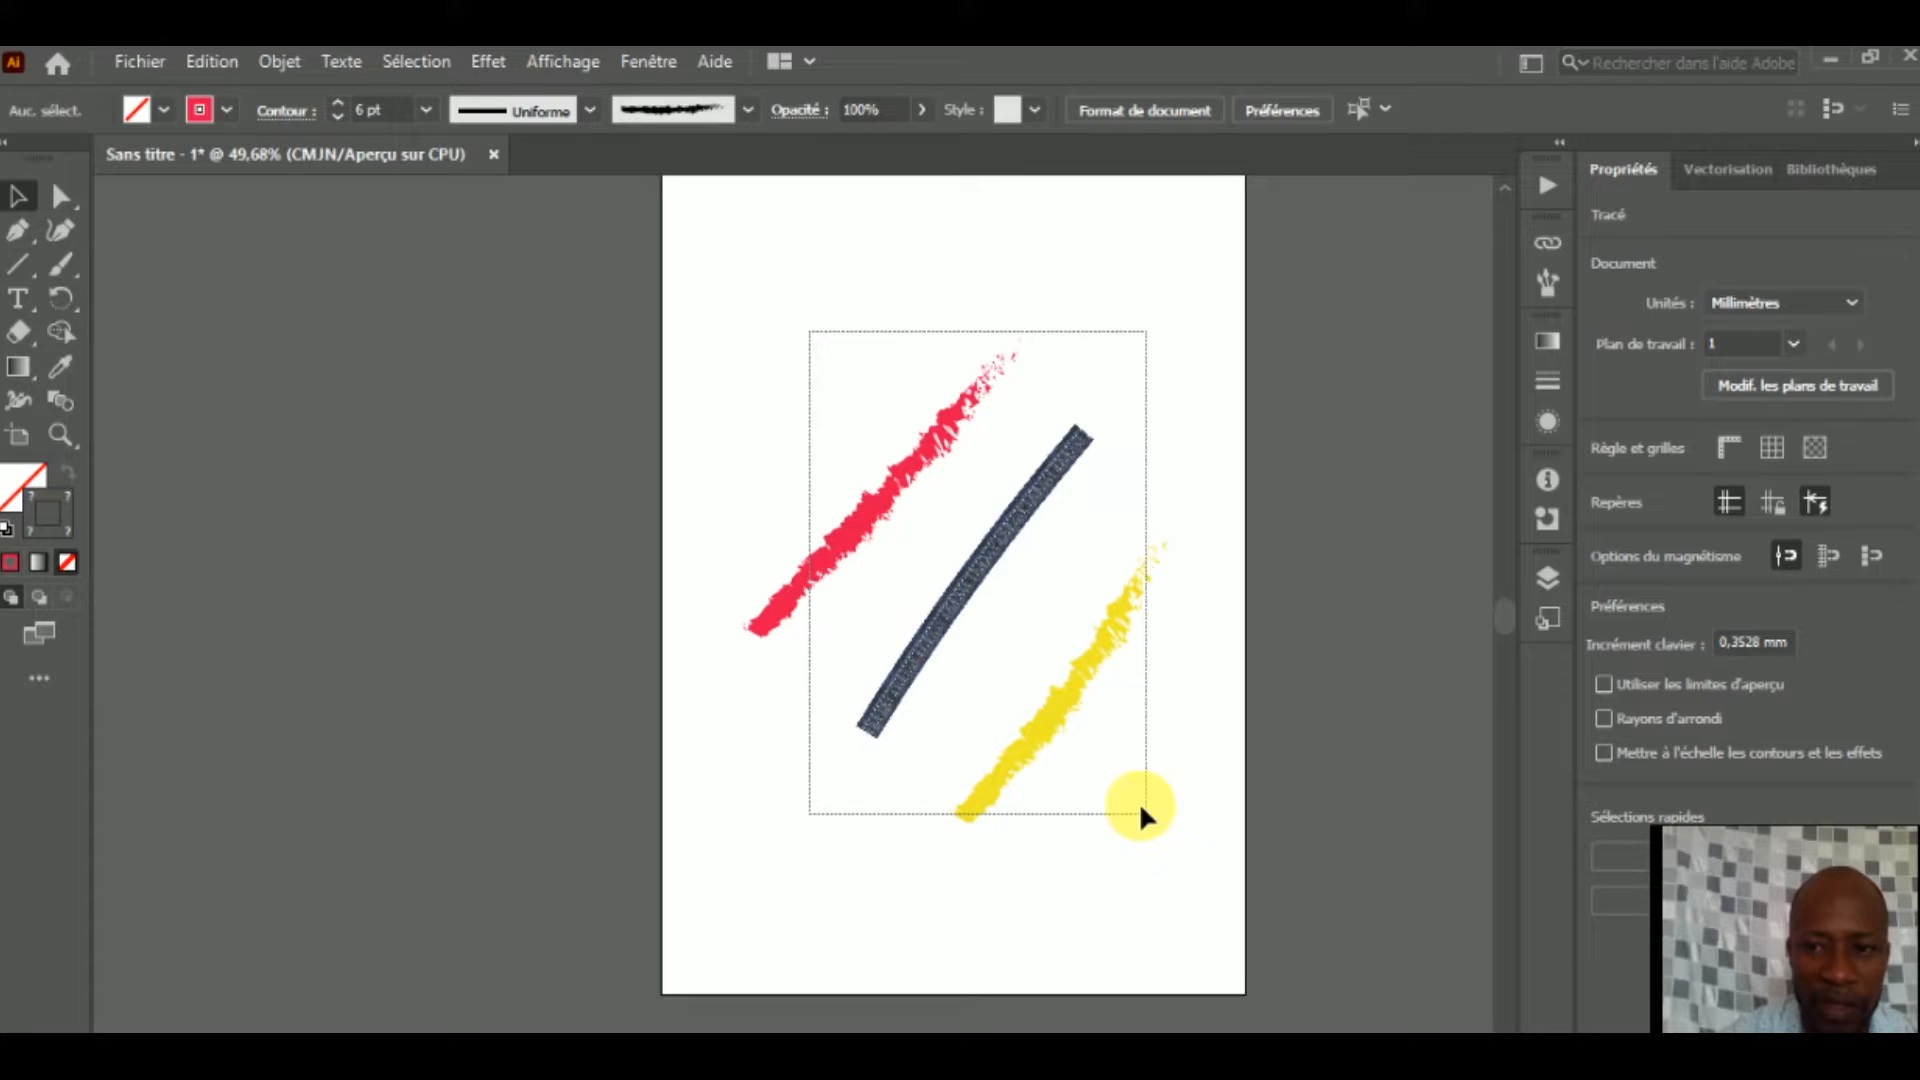 Ai
Fichier Edition Objet Texte Sélection Effet Affichage Fenêtre Aide
Rechercher dans l'aide Adobe
Auc. sélect. Contour : 6 pt Uniforme Opacité : 100% Style : Format de document Préférences
Sans titre - 1* @ 49,68% (CMJN/Aperçu sur CPU) ×
Propriétés Vectorisation Bibliothèques
Tracé
Document
Unités : Millimètres
Plan de travail : 1
Modif. les plans de travail
Règle et grilles
Repères
Options du magnétisme
Préférences
Incrément clavier : 0,3528 mm
Utiliser les limites d'aperçu
Rayons d'arrondi
Mettre à l'échelle les contours et les effets
Sélections rapides
? ?
? ?